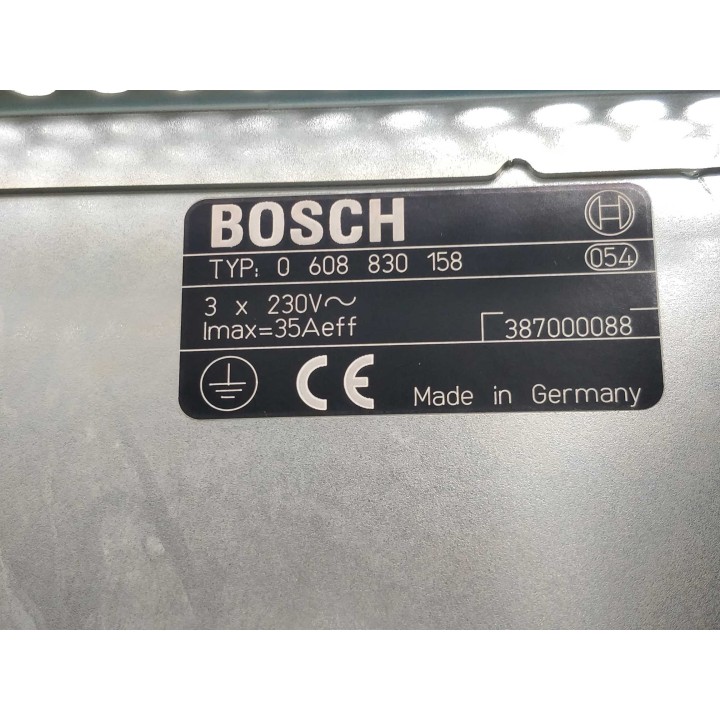 BOSCH
TYP: 0 608 830 158 054
3 x 230V~
Imax=35Aeff 387000088
CE Made in Germany